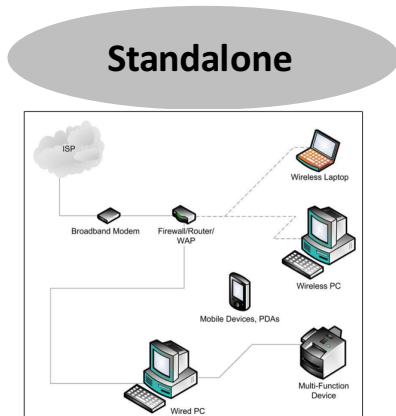 Standalone
ISP
Wireless Laptop
Broadband Modem
Firewall/Router/
WAP
Wireless PC
Mobile Devices, PDAs
Multi-Function
Device
Wired PC